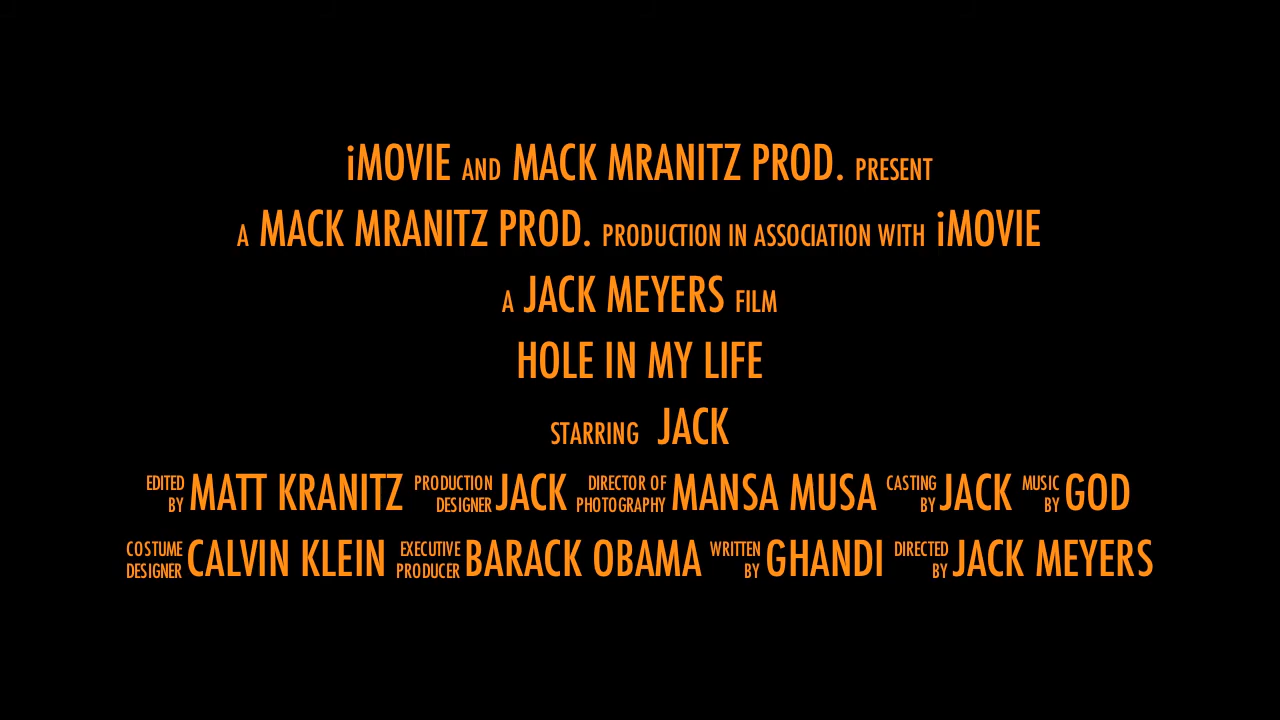 iMOVIE AND MACK MRANITZ PROD. PRESENT
A MACK MRANITZ PROD. PRODUCTION IN ASSOCIATION WITH iMOVIE
A JACK MEYERS FILM
HOLE IN MY LIFE
STARRING JACK
EDITED BY MATT KRANITZ PRODUCTION DESIGNER JACK DIRECTOR OF PHOTOGRAPHY MANSA MUSA CASTING BY JACK MUSIC BY GOD
COSTUME DESIGNER CALVIN KLEIN EXECUTIVE PRODUCER BARACK OBAMA WRITTEN BY GHANDI DIRECTED BY JACK MEYERS